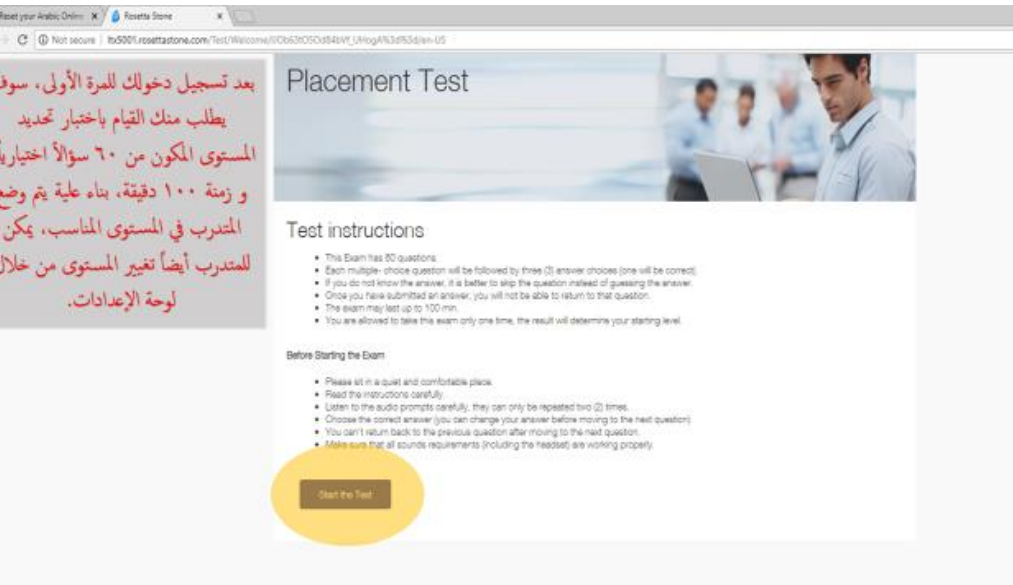 Reset your Arabic Online
Rosetta Stone
Not secure
Placement Test
بعد تسجيل دخولك للمرة الأولى، سوف
يطلب منك القيام باختبار تحديد
المستوى المكون من ٦٠ سؤالاً اختيارياً
و زمنة ١٠٠ دقيقة، بناء علية يتم وضع
المتدرب في المستوى المناسب، يمكن
للمتدرب أيضاً تغيير المستوى من خلال
لوحة الإعدادات.
Test instructions
This Exam has 60 questions.
Each multiple- choice question will be followed by three (3) answer choices (one will be correct).
If you do not know the answer, it is better to skip the question instead of guessing the answer.
Once you have submitted an answer, you will not be able to return to that question.
The exam may last up to 100 min.
You are allowed to take this exam only one time, the result will determine your starting level.
Before Starting the Exam
Please sit in a quiet and comfortable place.
Read the instructions carefully.
Listen to the audio prompts carefully, they can only be repeated two (2) times.
Choose the correct answer (you can change your answer before moving to the next question).
You can't return back to the previous question after moving to the next question.
Make sure that all sounds requirements (including the headset) are working properly.
Start the Test